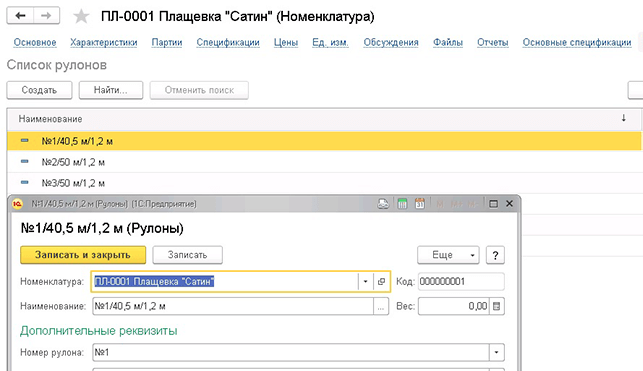 ПЛ-0001 Плащевка "Сатин" (Номенклатура)
Основное Характеристики Партии Спецификации Цены Ед. изм. Обсуждения Файлы Отчеты Основные спецификации
Список рулонов
Создать Найти... Отменить поиск
Наименование ↓
№1/40,5 м/1,2 м
№2/50 м/1,2 м
№3/50 м/1,2 м
№1/40,5 м/1,2 м (Рулоны) (1С:Предприятие)
№1/40,5 м/1,2 м (Рулоны)
Записать и закрыть Записать Еще ?
Номенклатура: ПЛ-0001 Плащевка "Сатин" Код: 000000001
Наименование: №1/40,5 м/1,2 м ... Вес: 0,00
Дополнительные реквизиты
Номер рулона: №1